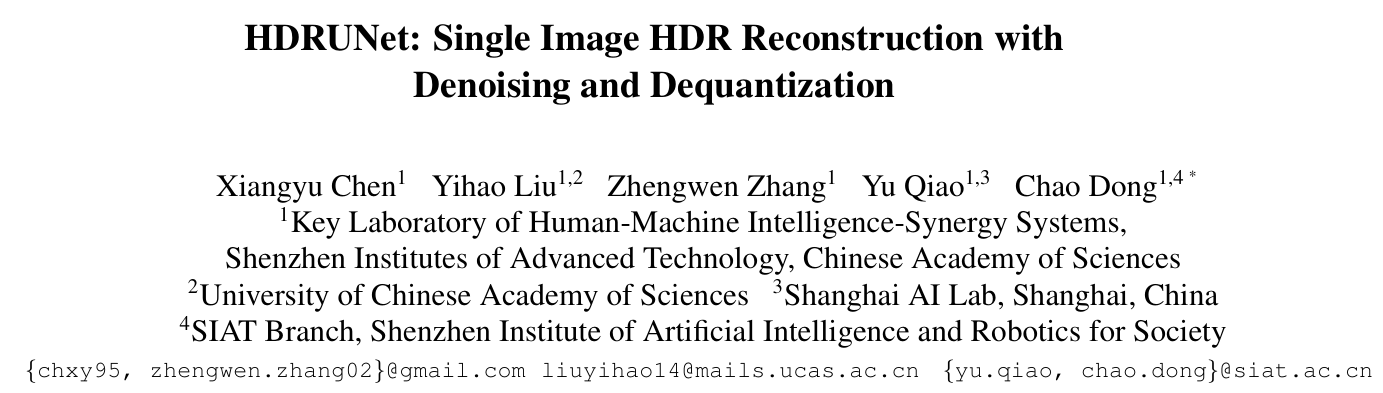 HDRUNet: Single Image HDR Reconstruction with
Denoising and Dequantization
Xiangyu Chen1 Yihao Liu1,2 Zhengwen Zhang1 Yu Qiao1,3 Chao Dong1,4 *
1Key Laboratory of Human-Machine Intelligence-Synergy Systems,
Shenzhen Institutes of Advanced Technology, Chinese Academy of Sciences
2University of Chinese Academy of Sciences 3Shanghai AI Lab, Shanghai, China
4SIAT Branch, Shenzhen Institute of Artificial Intelligence and Robotics for Society
{chxy95, zhengwen.zhang02}@gmail.com liuyihao14@mails.ucas.ac.cn {yu.qiao, chao.dong}@siat.ac.cn